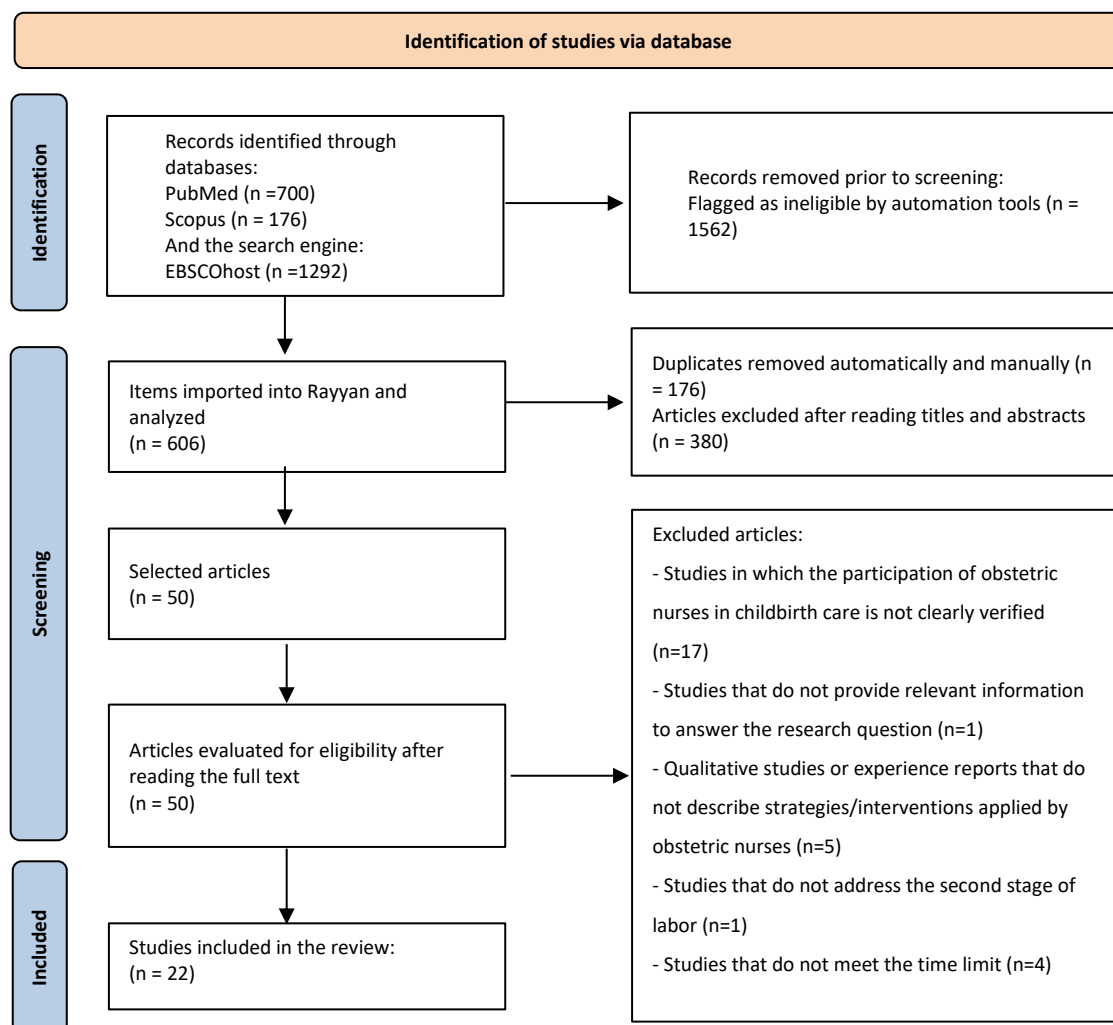 Identification of studies via database
Identification
Records identified through
databases:
PubMed (n =700)
Scopus (n = 176)
And the search engine:
EBSCOhost (n =1292)
Records removed prior to screening:
Flagged as ineligible by automation tools (n =
1562)
Screening
Items imported into Rayyan and
analyzed
(n = 606)
Duplicates removed automatically and manually (n
= 176)
Articles excluded after reading titles and abstracts
(n = 380)
Selected articles
(n = 50)
Articles evaluated for eligibility after
reading the full text
(n = 50)
Excluded articles:
- Studies in which the participation of obstetric
nurses in childbirth care is not clearly verified
(n=17)
- Studies that do not provide relevant information
to answer the research question (n=1)
- Qualitative studies or experience reports that do
not describe strategies/interventions applied by
obstetric nurses (n=5)
- Studies that do not address the second stage of
labor (n=1)
- Studies that do not meet the time limit (n=4)
Included
Studies included in the review:
(n = 22)